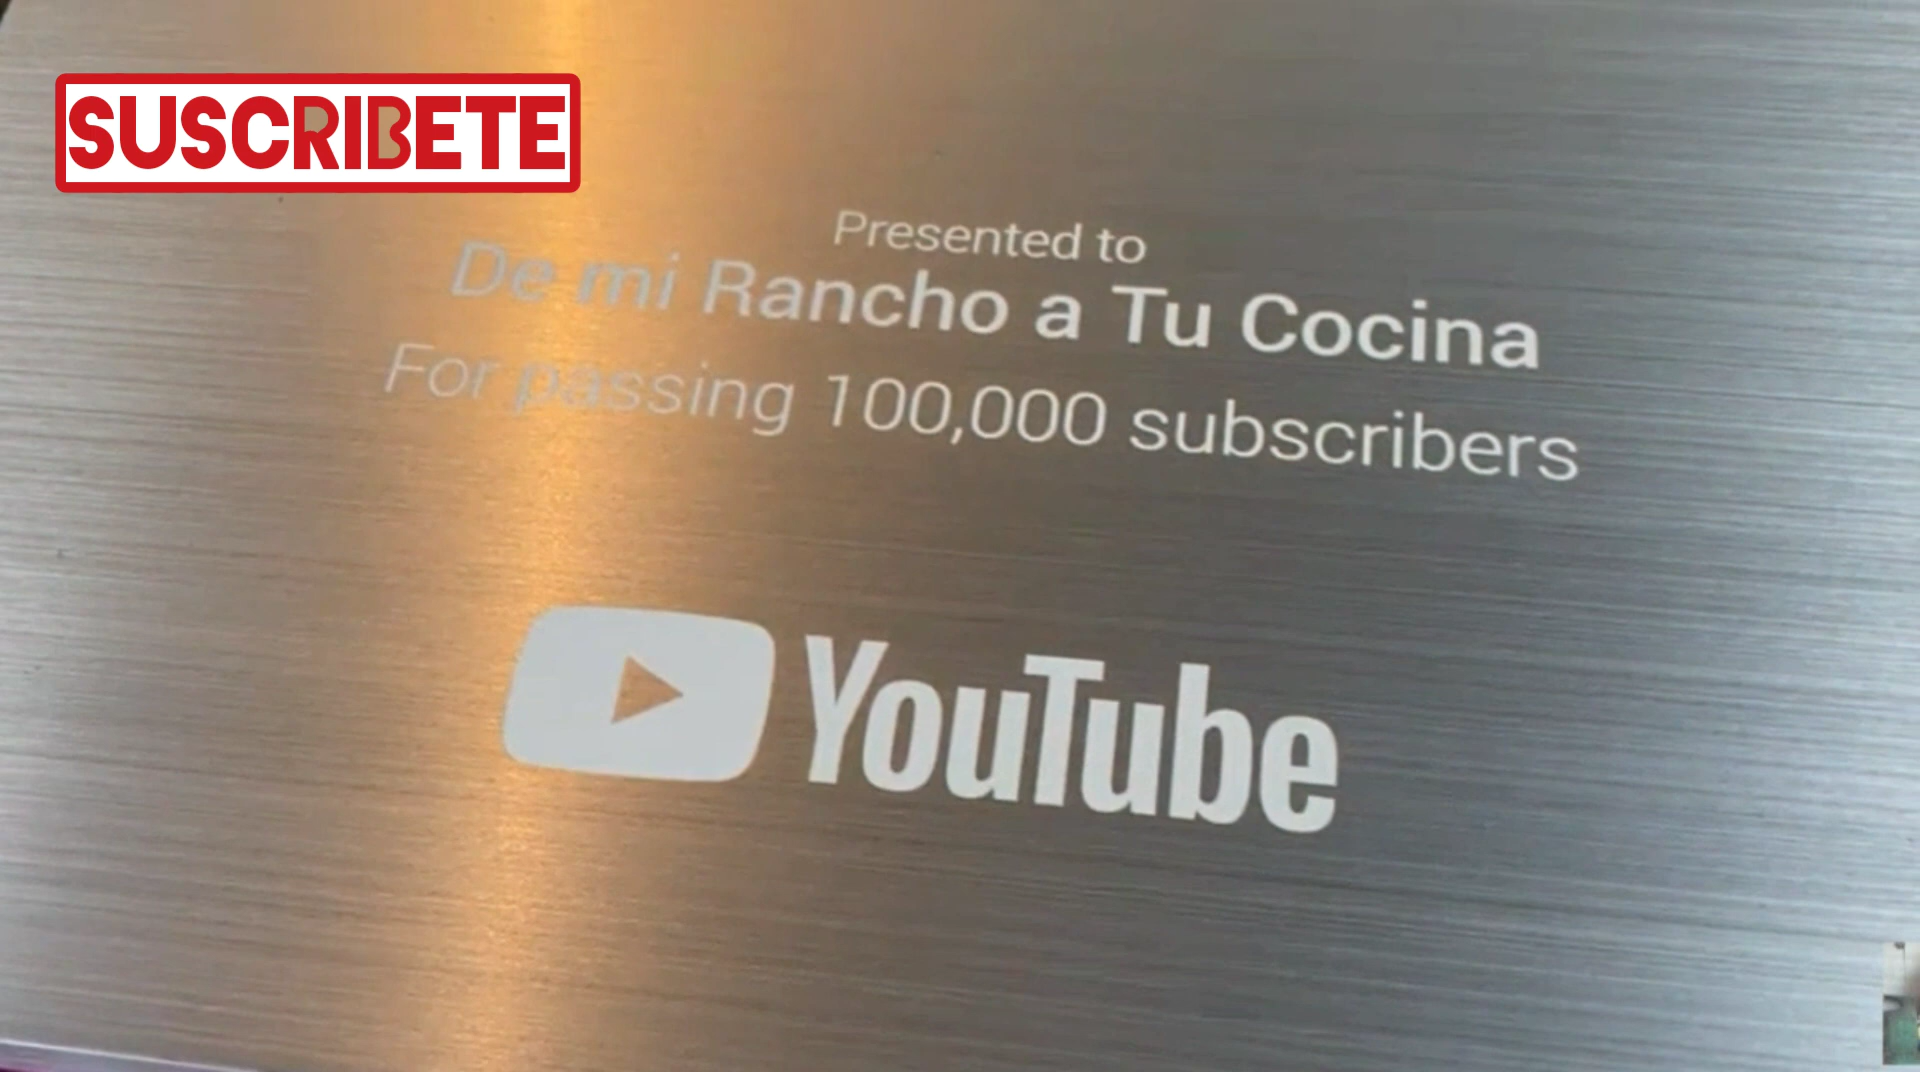 SUSCRIBETE
Presented to
De mi Rancho a Tu Cocina
For passing 100,000 subscribers
YouTube